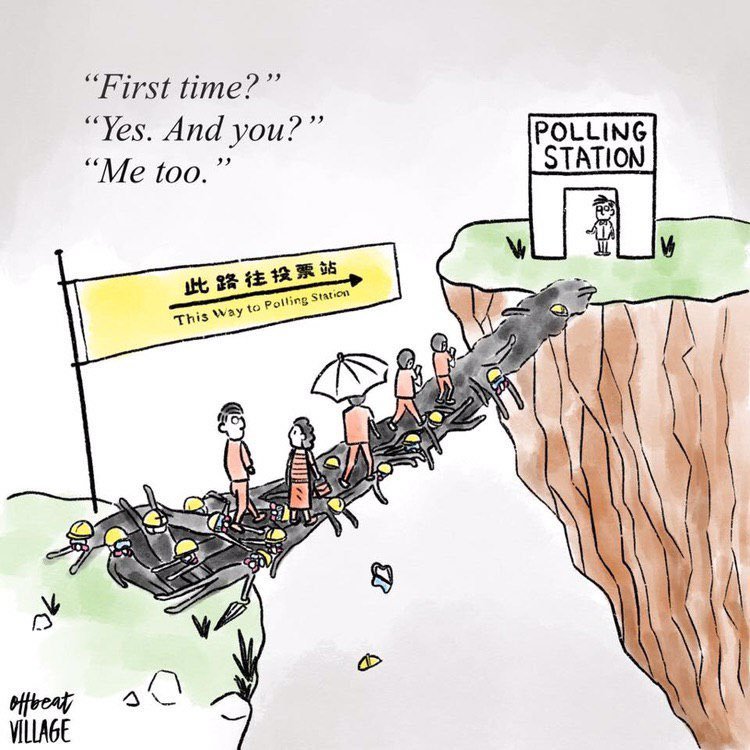 “First time?”
“Yes. And you?”
“Me too.”
POLLING
STATION
此路往投票站
This Way to Polling Station
offbeat
VILLAGE